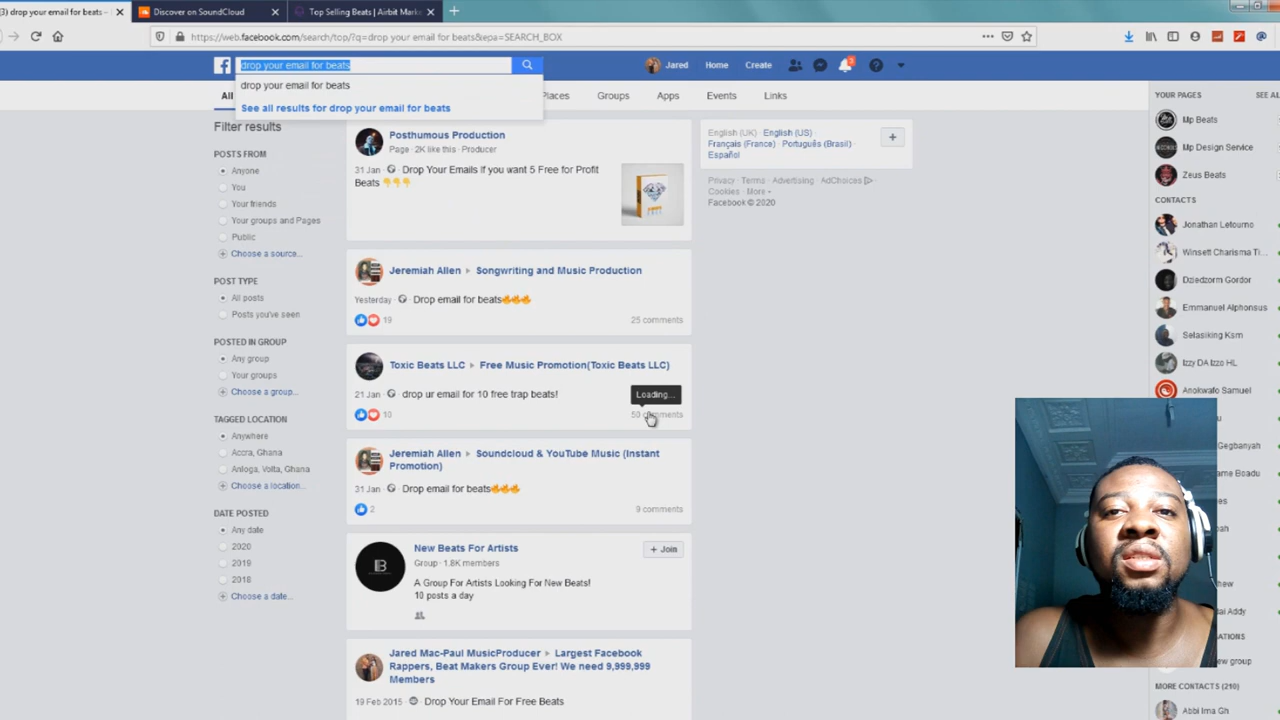 3) drop your email for beats -
Discover on SoundCloud
Top Selling Beats | Airbit Marke
https://web.facebook.com/search/top/?q=drop your email for beats&epa=SEARCH_BOX
drop your email for beats
Jared
Home
Create
drop your email for beats
See all results for drop your email for beats
All
Places
Groups
Apps
Events
Links
Filter results
POSTS FROM
Anyone
You
Your friends
Your groups and Pages
Public
Choose a source...
POST TYPE
All posts
Posts you've seen
POSTED IN GROUP
Any group
Your groups
Choose a group...
TAGGED LOCATION
Anywhere
Accra, Ghana
Anloga, Volta, Ghana
Choose a location...
DATE POSTED
Any date
2020
2019
2018
Choose a date...
Posthumous Production
Page · 2K like this · Producer
31 Jan · Drop Your Emails If you want 5 Free for Profit
Beats 👇👇👇
Jeremiah Allen ▸ Songwriting and Music Production
Yesterday · Drop email for beats🔥🔥🔥
19
25 comments
Toxic Beats LLC ▸ Free Music Promotion(Toxic Beats LLC)
21 Jan · drop ur email for 10 free trap beats!
Loading...
10
50 comments
Jeremiah Allen ▸ Soundcloud & YouTube Music (Instant
Promotion)
31 Jan · Drop email for beats🔥🔥🔥
2
9 comments
New Beats For Artists
Group · 1.8K members
+ Join
A Group For Artists Looking For New Beats!
10 posts a day
Jared Mac-Paul MusicProducer ▸ Largest Facebook
Rappers, Beat Makers Group Ever! We need 9,999,999
Members
19 Feb 2015 · Drop Your Email For Free Beats
English (UK) · English (US) ·
Français (France) · Português (Brasil) ·
Español
Privacy · Terms · Advertising · AdChoices ·
Cookies · More
Facebook © 2020
YOUR PAGES
SEE AL
Mp Beats
Mp Design Service
Zeus Beats
CONTACTS
Jonathan Letourno
Winsett Charisma Ti...
Dziedzorm Gordor
Emmanuel Alphonsus
Selasiking Ksm
Izzy DA Izzo HL
Anokwafo Samuel
Gegbanyah
ame Boadu
hew
tal Addy
ew group
MORE CONTACTS (210)
Abbi Ima Gh